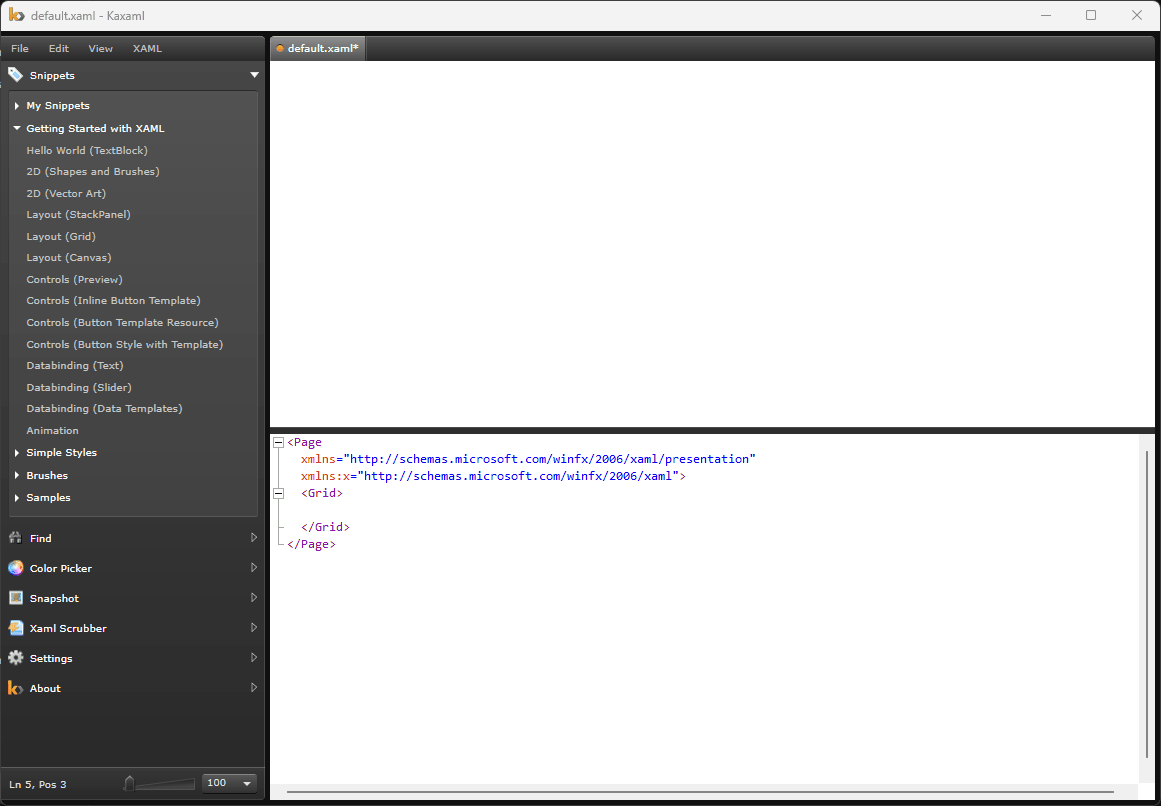 default.xaml - Kaxaml
File Edit View XAML
default.xaml*
Snippets
My Snippets
Getting Started with XAML
Hello World (TextBlock)
2D (Shapes and Brushes)
2D (Vector Art)
Layout (StackPanel)
Layout (Grid)
Layout (Canvas)
Controls (Preview)
Controls (Inline Button Template)
Controls (Button Template Resource)
Controls (Button Style with Template)
Databinding (Text)
Databinding (Slider)
Databinding (Data Templates)
Animation
Simple Styles
Brushes
Samples
Find
Color Picker
Snapshot
Xaml Scrubber
Settings
About
Ln 5, Pos 3
100
<Page
xmlns="http://schemas.microsoft.com/winfx/2006/xaml/presentation"
xmlns:x="http://schemas.microsoft.com/winfx/2006/xaml">
<Grid>
</Grid>
</Page>